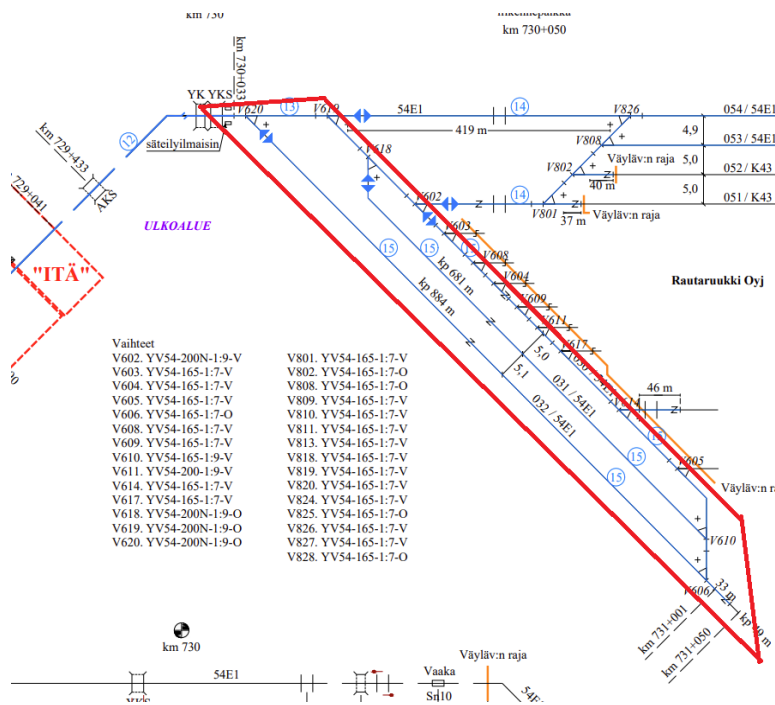 km 730
liikennepaikka
km 730+050
km 730+033
YK YKS
V620
13
V619
54E1
14
V826
054 / 54E1
419 m
4,9
säteilyilmaisin
V808
053 / 54E1
12
V618
Väyläv:n raja
5,0
km 729+433
V802
052 / K43
AKS
40 m
5,0
729+041
V602
14
051 / K43
V801
37 m
Väyläv:n raja
ULKOALUE
V603
15
15
V608
"ITÄ"
kp 681 m
V604
Rautaruukki Oyj
kp 884 m
V609
V611
5,0
V617
5,1
030 / 54E1
031 / 54E1
032 / 54E1
46 m
V614
15
15
15
V605
Väyläv:n raja
Vaihteet
V602. YV54-200N-1:9-V
V603. YV54-165-1:7-V
V604. YV54-165-1:7-V
V605. YV54-165-1:7-V
V606. YV54-165-1:7-O
V608. YV54-165-1:7-V
V609. YV54-165-1:7-V
V610. YV54-165-1:9-V
V611. YV54-200-1:9-V
V614. YV54-165-1:7-V
V617. YV54-165-1:7-V
V618. YV54-200N-1:9-O
V619. YV54-200N-1:9-O
V620. YV54-200N-1:9-O
V801. YV54-165-1:7-V
V802. YV54-165-1:7-O
V808. YV54-165-1:7-O
V809. YV54-165-1:7-V
V810. YV54-165-1:7-V
V811. YV54-165-1:7-V
V813. YV54-165-1:7-V
V818. YV54-165-1:7-V
V819. YV54-165-1:7-V
V820. YV54-165-1:7-V
V824. YV54-165-1:7-V
V825. YV54-165-1:7-O
V826. YV54-165-1:7-V
V827. YV54-165-1:7-V
V828. YV54-165-1:7-O
V610
V606
33 m
km 731+001
km 731+050
km 730
54E1
Väyläv:n raja
Vaaka
Sn10
54E
YKS